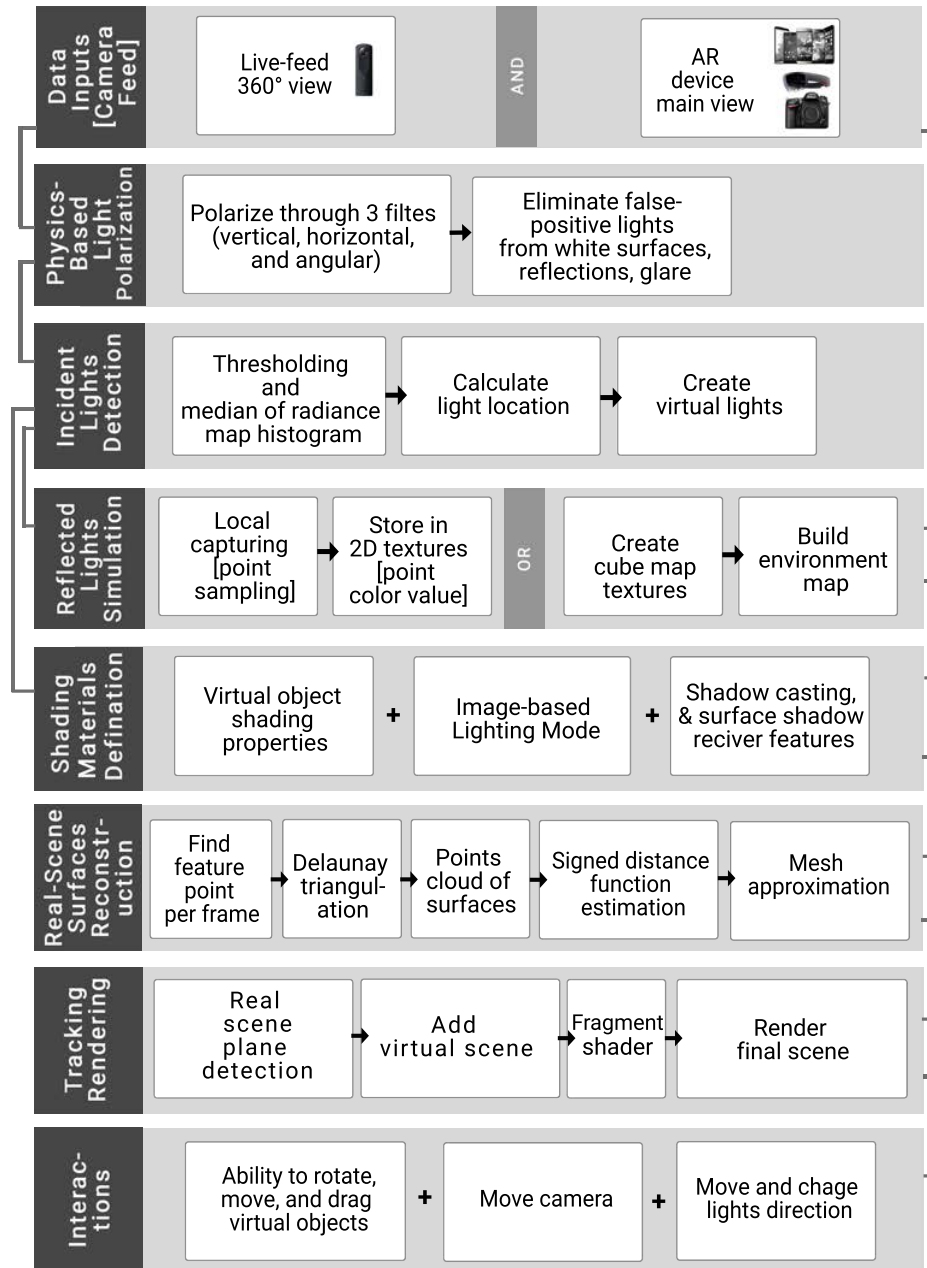 Data
Inputs
[Camera
Feed]
Live-feed
360° view
AND
AR
device
main view
Physics-
Based
Light
Polarization
Polarize through 3 filtes
(vertical, horizontal,
and angular)
Eliminate false-
positive lights
from white surfaces,
reflections, glare
Incident
Lights
Detection
Thresholding
and
median of radiance
map histogram
Calculate
light location
Create
virtual lights
Reflected
Lights
Simulation
Local
capturing
[point
sampling]
Store in
2D textures
[point
color value]
OR
Create
cube map
textures
Build
environment
map
Shading
Materials
Defination
Virtual object
shading
properties
+
Image-based
Lighting Mode
+
Shadow casting,
& surface shadow
reciver features
Real-Scene
Surfaces
Reconstr-
uction
Find
feature
point
per frame
Delaunay
triangul-
ation
Points
cloud of
surfaces
Signed distance
function
estimation
Mesh
approximation
Tracking
Rendering
Real
scene
plane
detection
Add
virtual scene
Fragment
shader
Render
final scene
Interac-
tions
Ability to rotate,
move, and drag
virtual objects
+
Move camera
+
Move and chage
lights direction